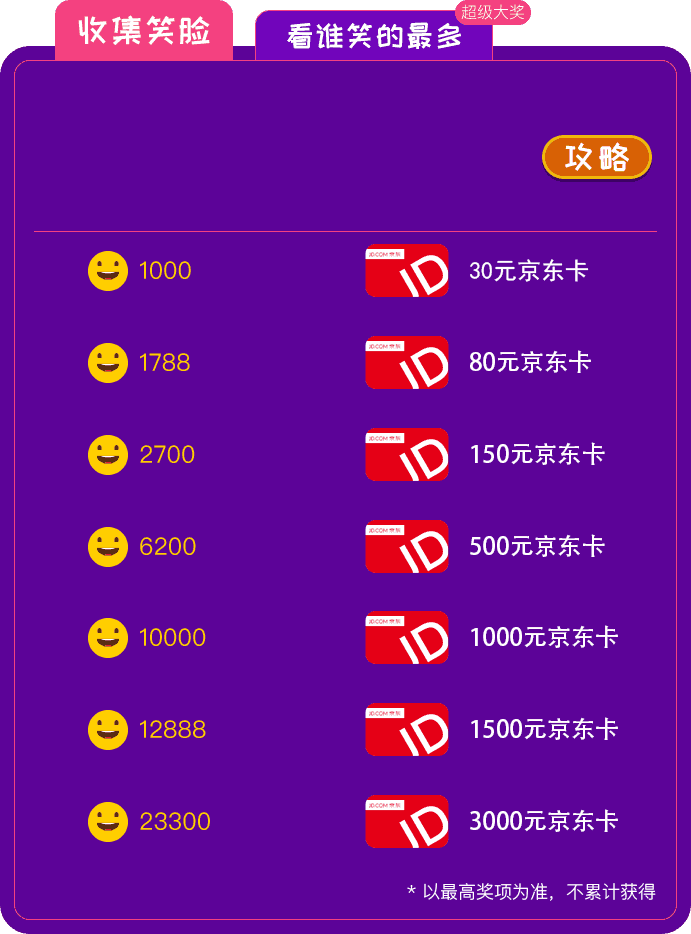 超级大奖
收集笑脸
看谁笑的最多
攻略
1000
JD.COM 京东
JD
30元京东卡
1788
JD.COM 京东
JD
80元京东卡
2700
JD.COM 京东
JD
150元京东卡
6200
JD.COM 京东
JD
500元京东卡
10000
JD.COM 京东
JD
1000元京东卡
12888
JD.COM 京东
JD
1500元京东卡
23300
JD.COM 京东
JD
3000元京东卡
* 以最高奖项为准，不累计获得